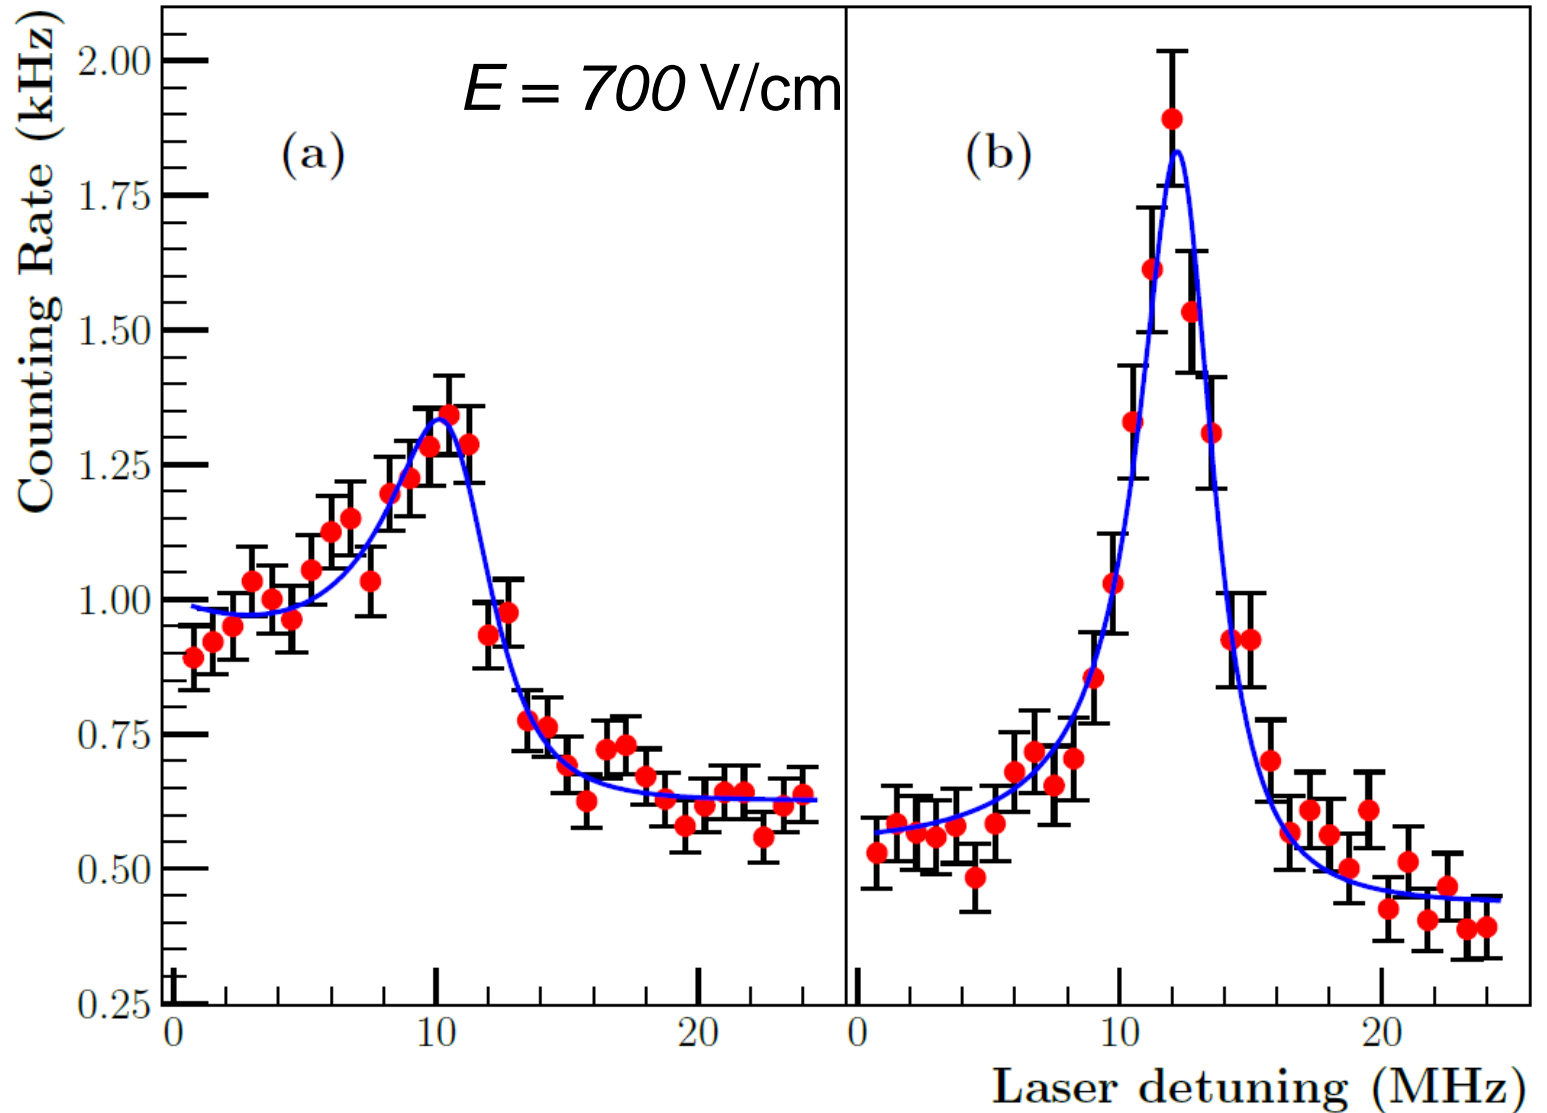 Counting Rate (kHz)
2.00
1.75
1.50
1.25
1.00
0.75
0.50
0.25
E = 700 V/cm
(a)
(b)
0 10 20 0 10 20
Laser detuning (MHz)